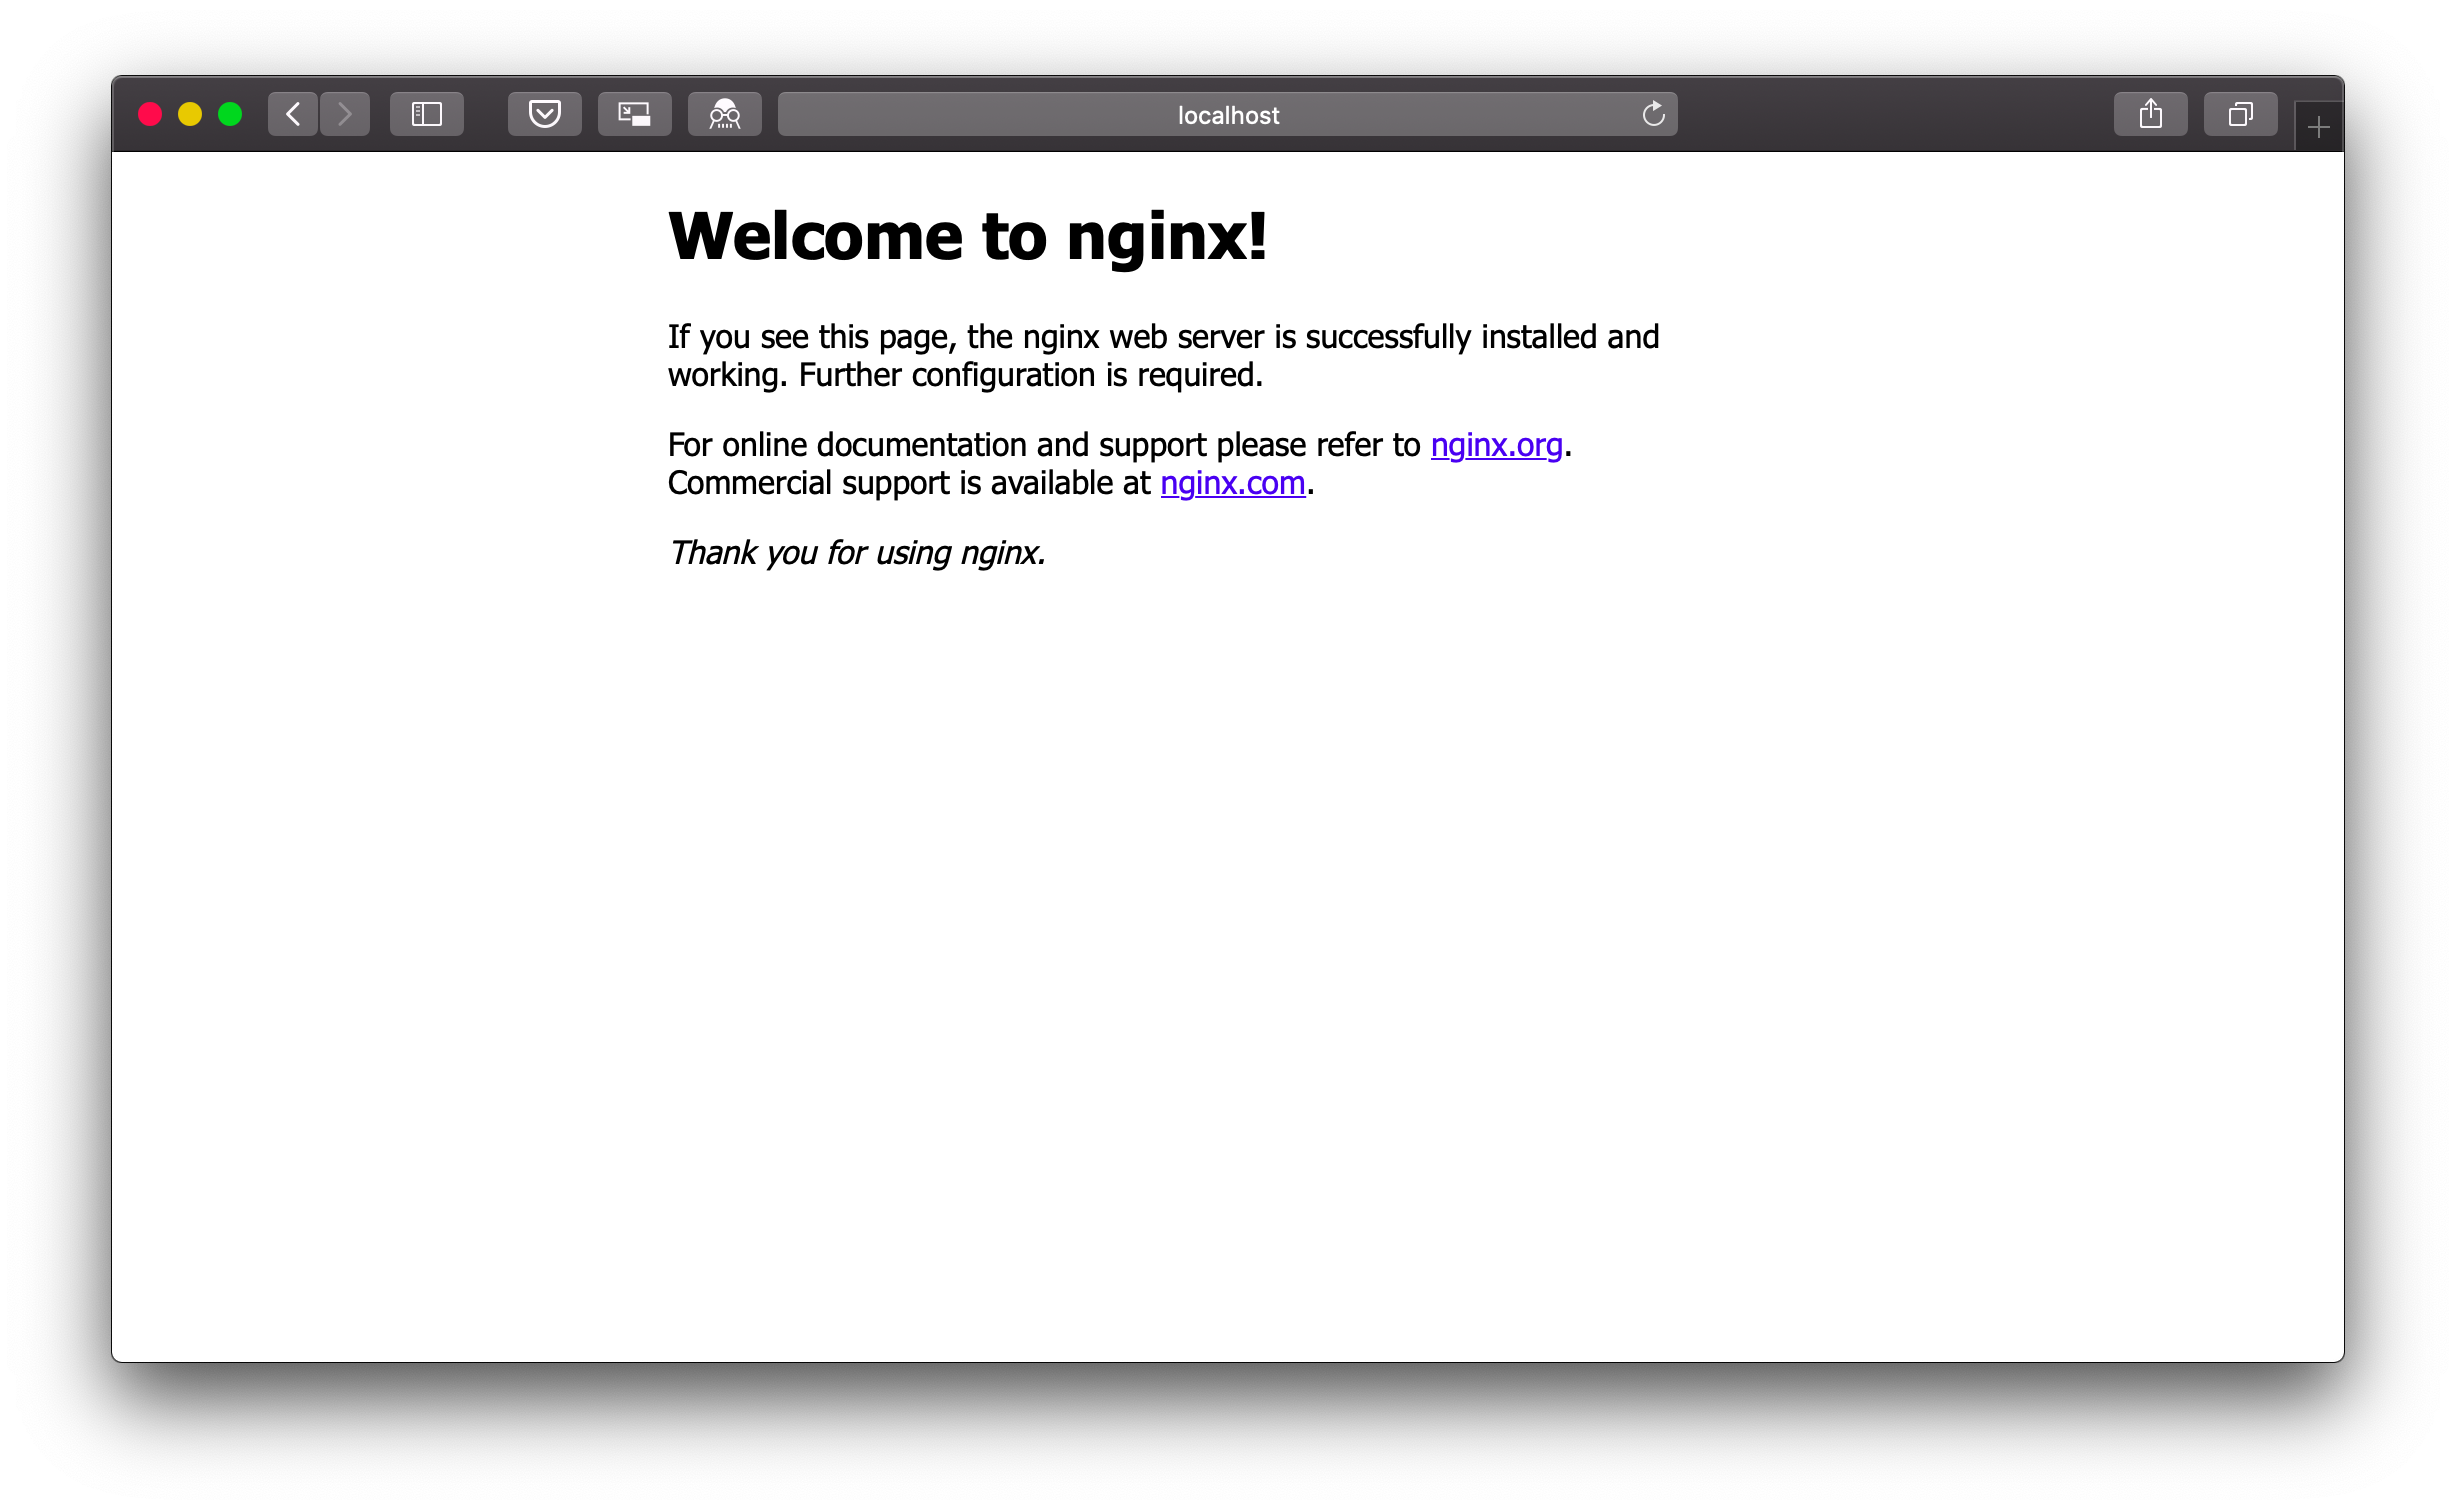 localhost
Welcome to nginx!
If you see this page, the nginx web server is successfully installed and
working. Further configuration is required.
For online documentation and support please refer to nginx.org.
Commercial support is available at nginx.com.
Thank you for using nginx.